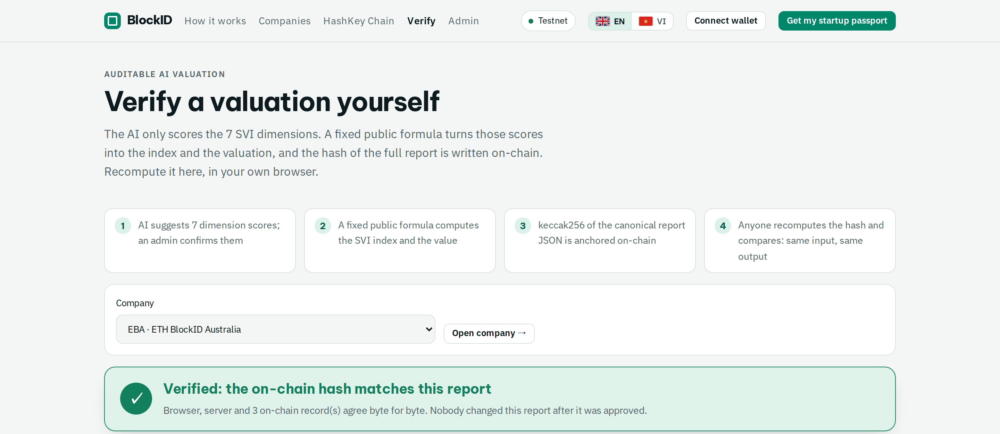 BlockID How it works Companies HashKey Chain Verify Admin Testnet EN VI Connect wallet Get my startup passport
AUDITABLE AI VALUATION
Verify a valuation yourself
The AI only scores the 7 SVI dimensions. A fixed public formula turns those scores
into the index and the valuation, and the hash of the full report is written on-chain.
Recompute it here, in your own browser.
1 AI suggests 7 dimension scores;
an admin confirms them
2 A fixed public formula computes
the SVI index and the value
3 keccak256 of the canonical report
JSON is anchored on-chain
4 Anyone recomputes the hash and
compares: same input, same
output
Company
EBA · ETH BlockID Australia
Open company →
✓ Verified: the on-chain hash matches this report
Browser, server and 3 on-chain record(s) agree byte for byte. Nobody changed this report after it was approved.